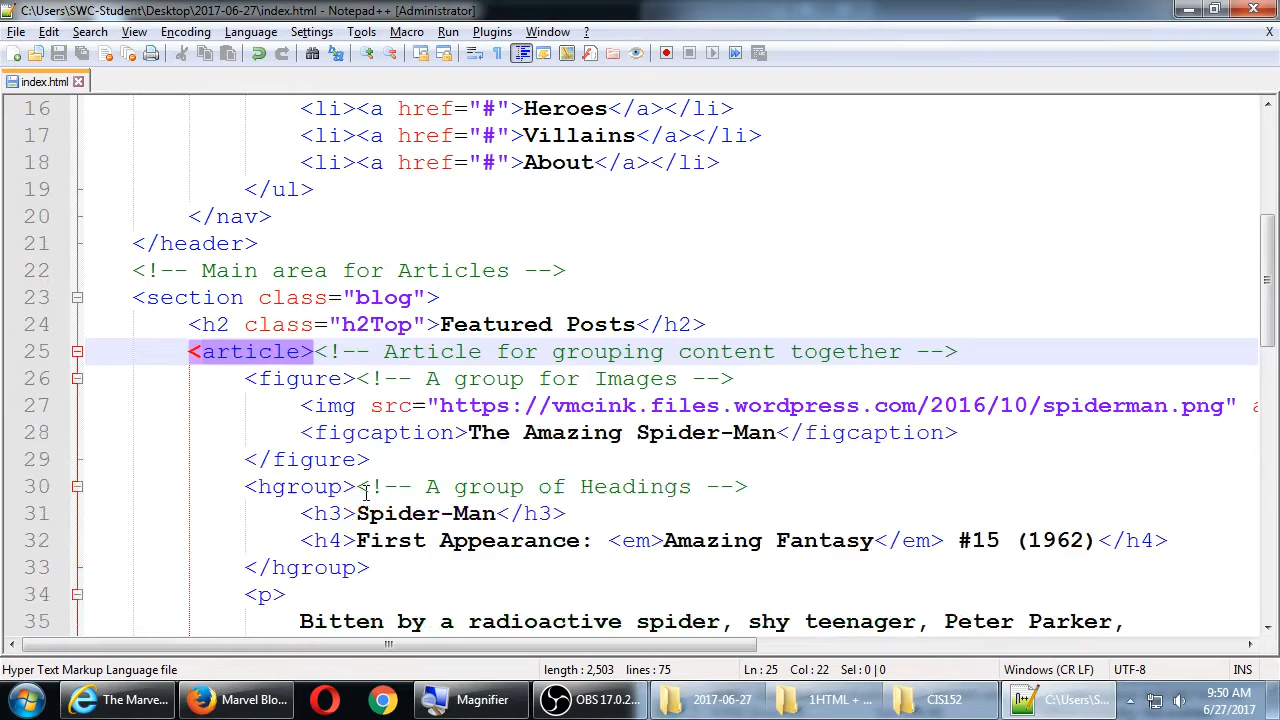 C:\Users\SWC-Student\Desktop\2017-06-27\index.html - Notepad++ [Administrator]
File Edit Search View Encoding Language Settings Tools Macro Run Plugins Window ? X
index.html
16 <li><a href="#">Heroes</a></li>
17 <li><a href="#">Villains</a></li>
18 <li><a href="#">About</a></li>
19 </ul>
20 </nav>
21 </header>
22 <!-- Main area for Articles -->
23 <section class="blog">
24 <h2 class="h2Top">Featured Posts</h2>
25 <article><!-- Article for grouping content together -->
26 <figure><!-- A group for Images -->
27 <img src="https://vmcink.files.wordpress.com/2016/10/spiderman.png" a
28 <figcaption>The Amazing Spider-Man</figcaption>
29 </figure>
30 <hgroup><!-- A group of Headings -->
31 <h3>Spider-Man</h3>
32 <h4>First Appearance: <em>Amazing Fantasy</em> #15 (1962)</h4>
33 </hgroup>
34 <p>
35 Bitten by a radioactive spider, shy teenager, Peter Parker,
Hyper Text Markup Language file length : 2,503 lines : 75 Ln : 25 Col : 22 Sel : 0 | 0 Windows (CR LF) UTF-8 INS
The Marve... Marvel Blo... Magnifier OBS 17.0.2... 2017-06-27 1HTML + ... CIS152 C:\Users\S... 9:50 AM
6/27/2017